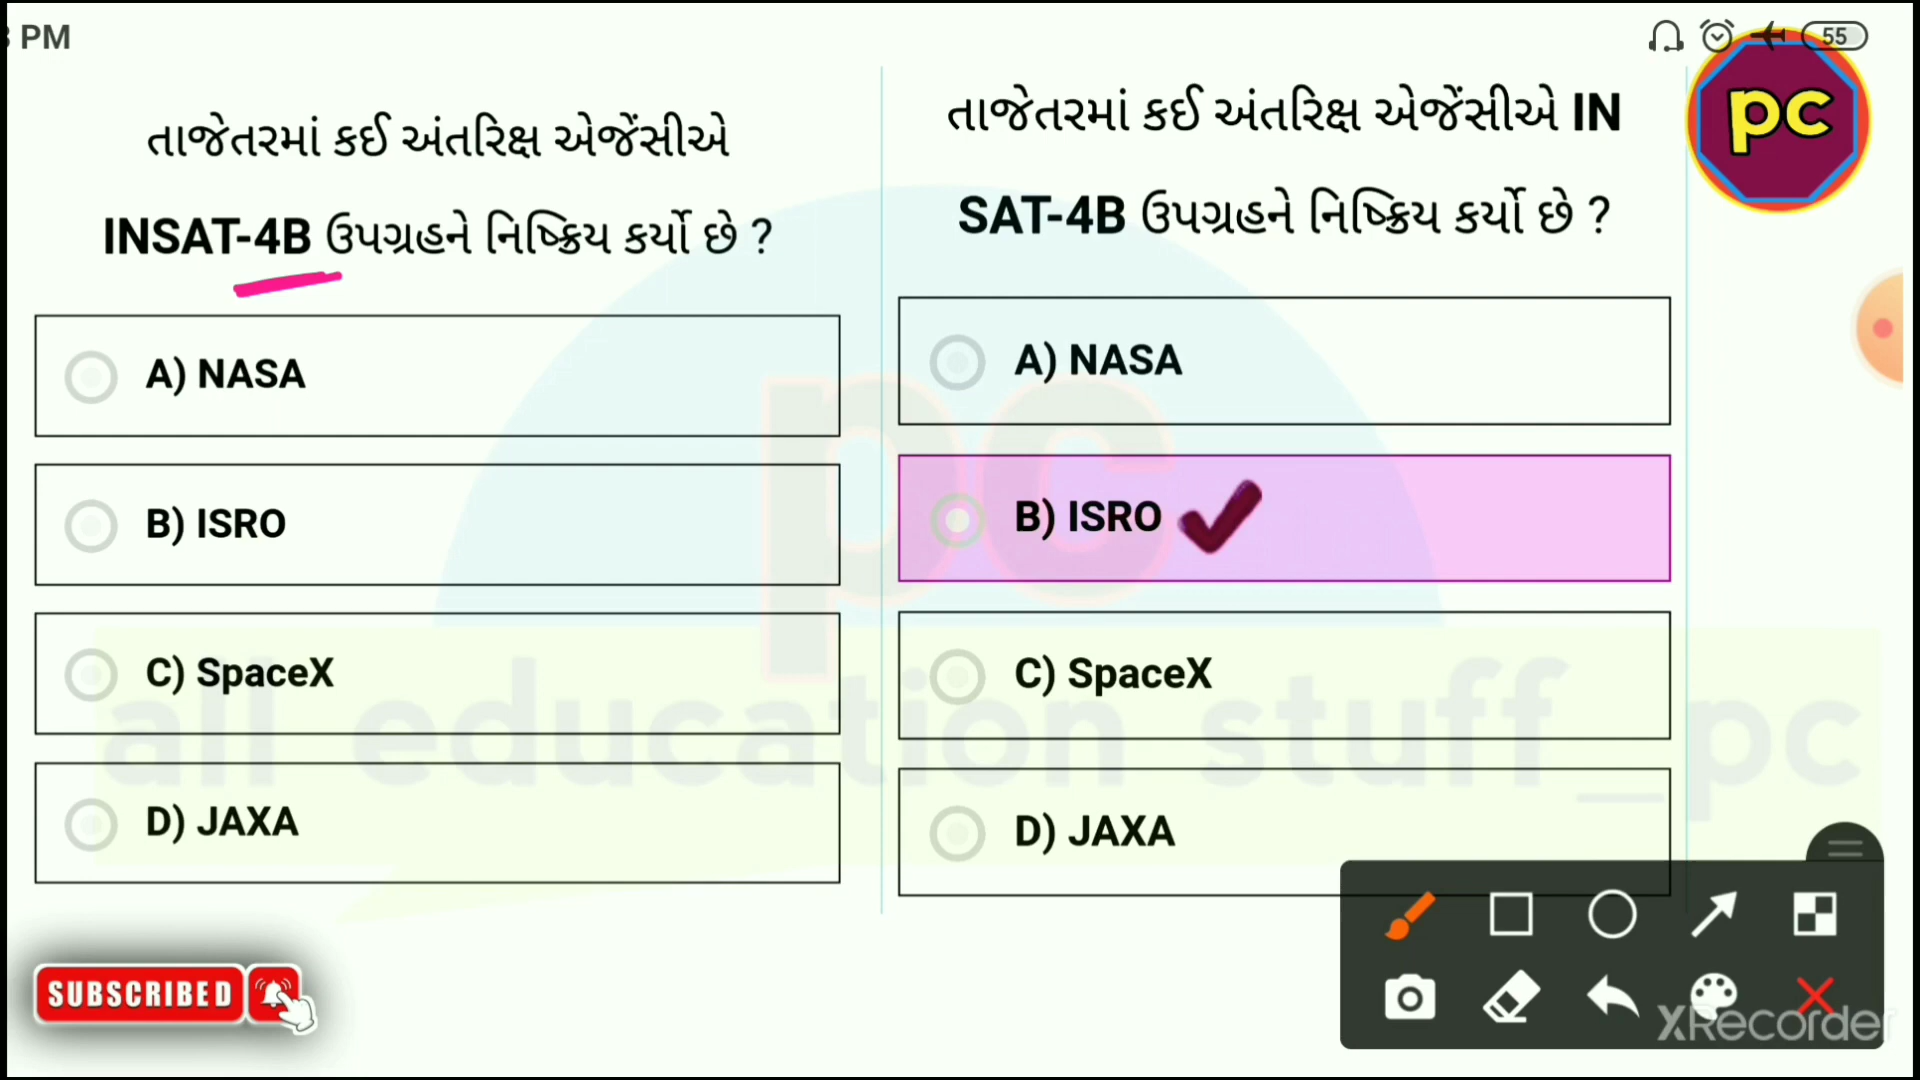 PM
55
તાજેતરમાં કઈ અંતરિક્ષ એજેંસીએ
INSAT-4B ઉપગ્રહને નિષ્ક્રિય કર્યો છે ?
A) NASA
B) ISRO
C) SpaceX
D) JAXA
તાજેતરમાં કઈ અંતરિક્ષ એજેંસીએ IN
SAT-4B ઉપગ્રહને નિષ્ક્રિય કર્યો છે ?
A) NASA
B) ISRO
C) SpaceX
D) JAXA
pc
pc
all education stuff_pc
SUBSCRIBED
XRecorder